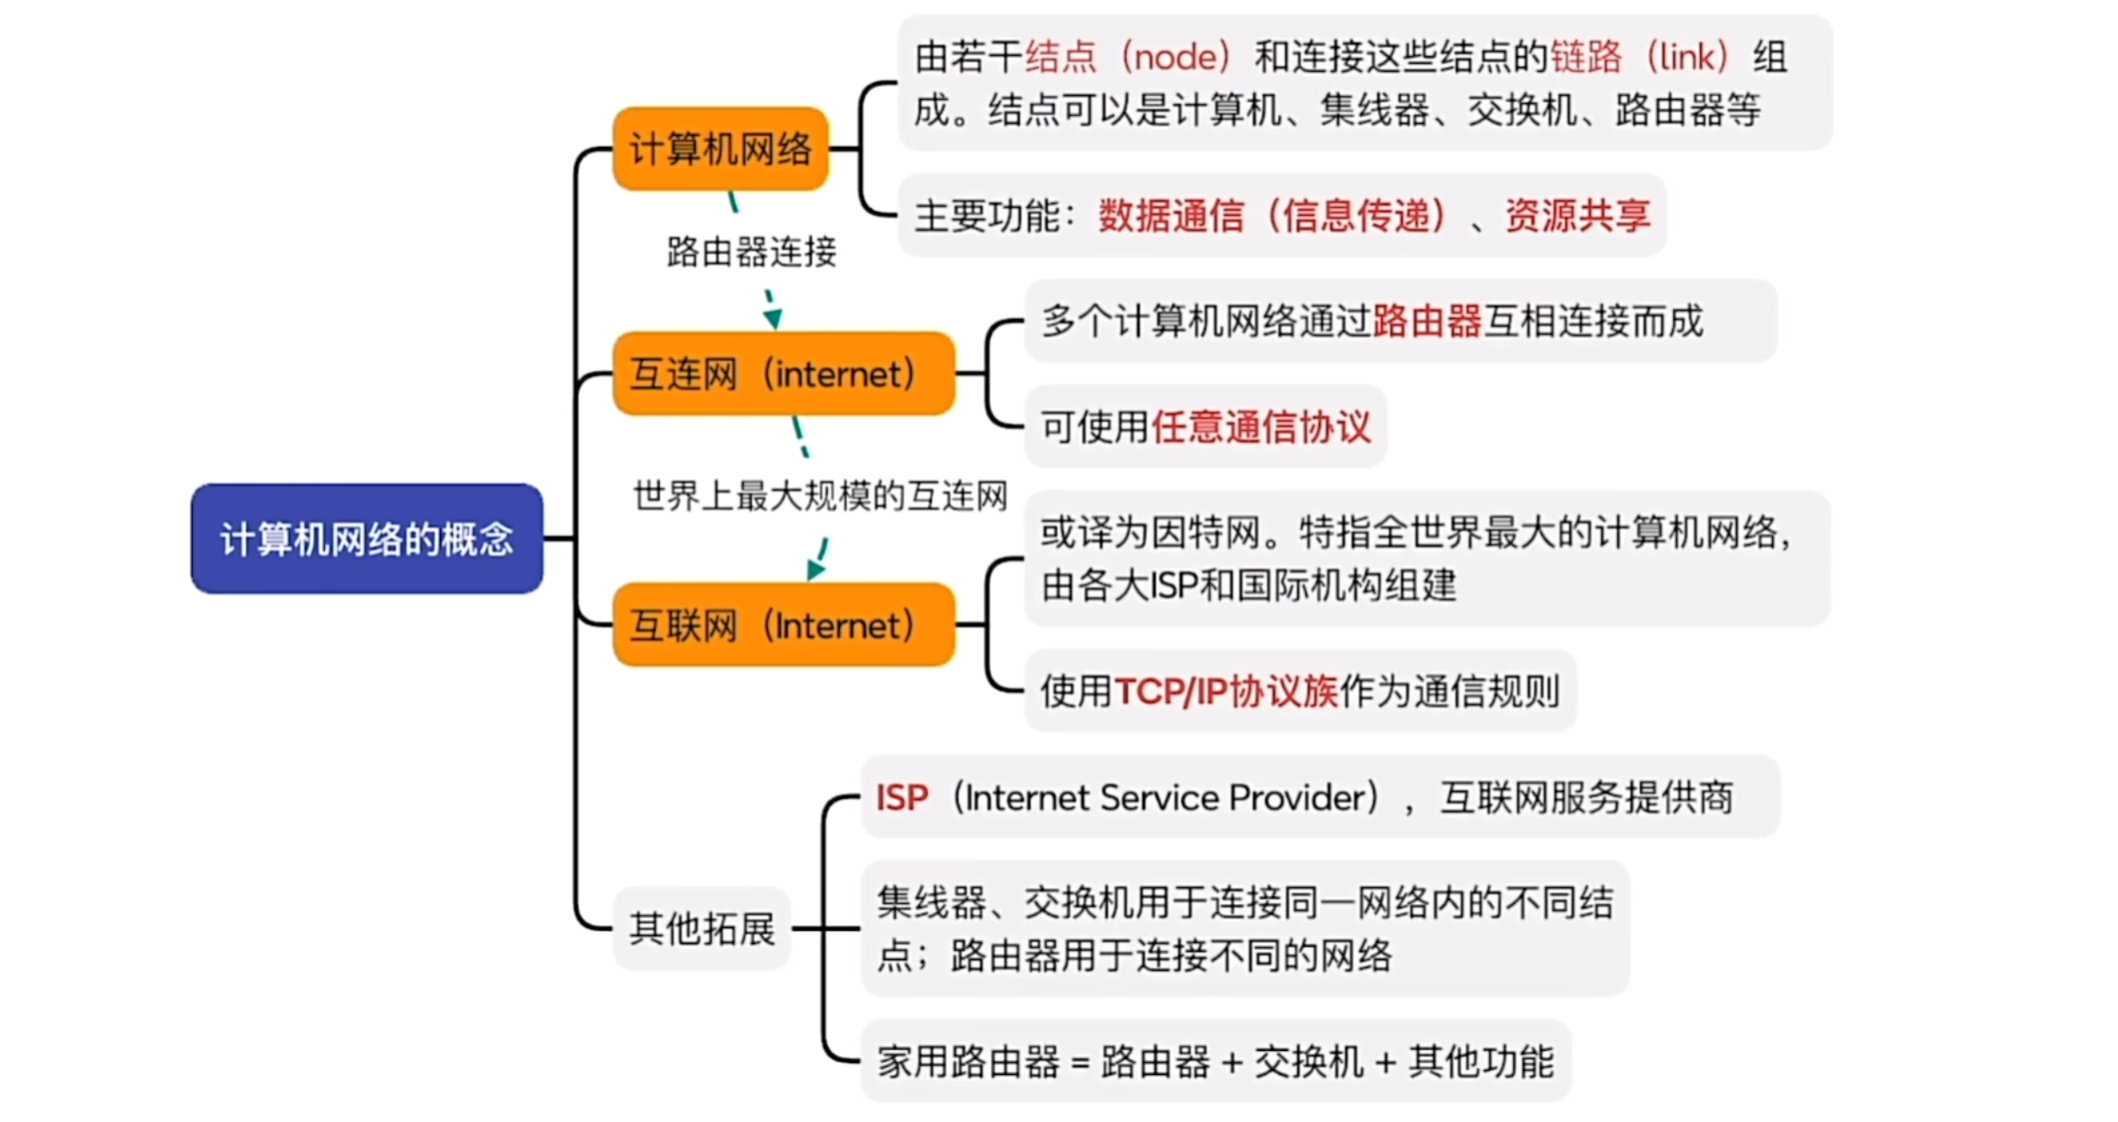 由若干结点（node）和连接这些结点的链路（link）组
成。结点可以是计算机、集线器、交换机、路由器等
计算机网络
主要功能：数据通信（信息传递）、资源共享
路由器连接
多个计算机网络通过路由器互相连接而成
互连网（internet）
可使用任意通信协议
世界上最大规模的互连网
计算机网络的概念
或译为因特网。特指全世界最大的计算机网络，
由各大ISP和国际机构组建
互联网（Internet）
使用TCP/IP协议族作为通信规则
ISP（Internet Service Provider），互联网服务提供商
集线器、交换机用于连接同一网络内的不同结
点；路由器用于连接不同的网络
其他拓展
家用路由器 = 路由器 + 交换机 + 其他功能